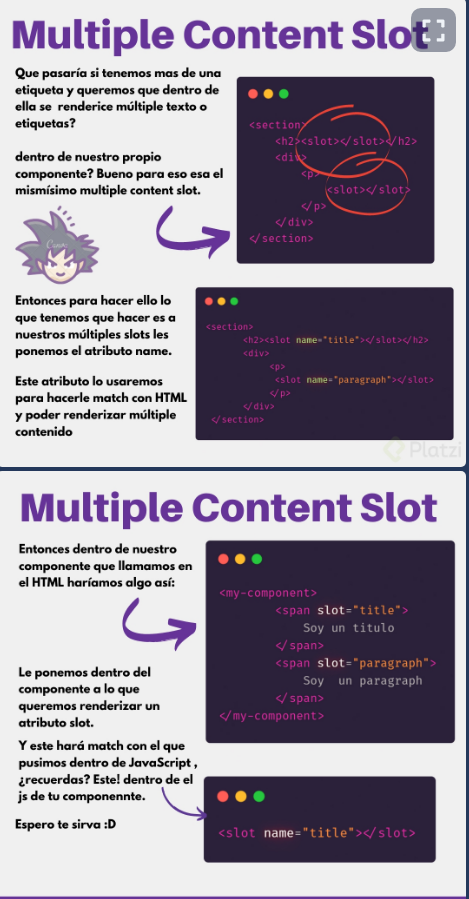 Multiple Content Slot
Que pasaría si tenemos mas de una
etiqueta y queremos que dentro de
ella se renderice múltiple texto o
etiquetas?
dentro de nuestro propio
componente? Bueno para eso esa el
mismísimo multiple content slot.
<section>
<h2><slot></slot></h2>
<div>
<p>
<slot></slot>
</p>
</div>
</section>
Entonces para hacer ello lo
que tenemos que hacer es a
nuestros múltiples slots les
ponemos el atributo name.
Este atributo lo usaremos
para hacerle match con HTML
y poder renderizar múltiple
contenido
<section>
<h2><slot name="title"></slot></h2>
<div>
<p>
<slot name="paragraph"></slot>
</p>
</div>
</section>
Platzi
Multiple Content Slot
Entonces dentro de nuestro
componente que llamamos en
el HTML haríamos algo así:
<my-component>
<span slot="title">
Soy un titulo
</span>
<span slot="paragraph">
Soy un paragraph
</span>
</my-component>
Le ponemos dentro del
componente a lo que
queremos renderizar un
atributo slot.
Y este hará match con el que
pusimos dentro de JavaScript ,
¿recuerdas? Este! dentro de el
js de tu componennte.
<slot name="title"></slot>
Espero te sirva :D